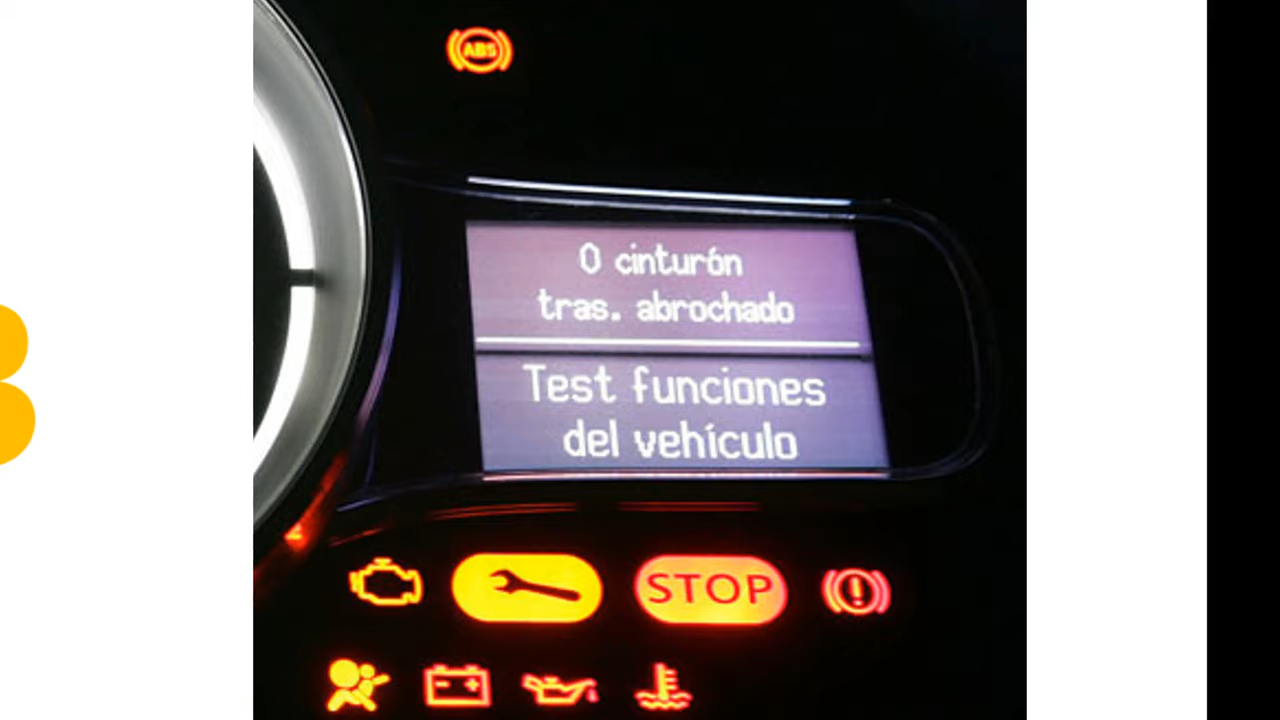 ABS
0 cinturón
tras. abrochado
Test funciones
del vehículo
STOP